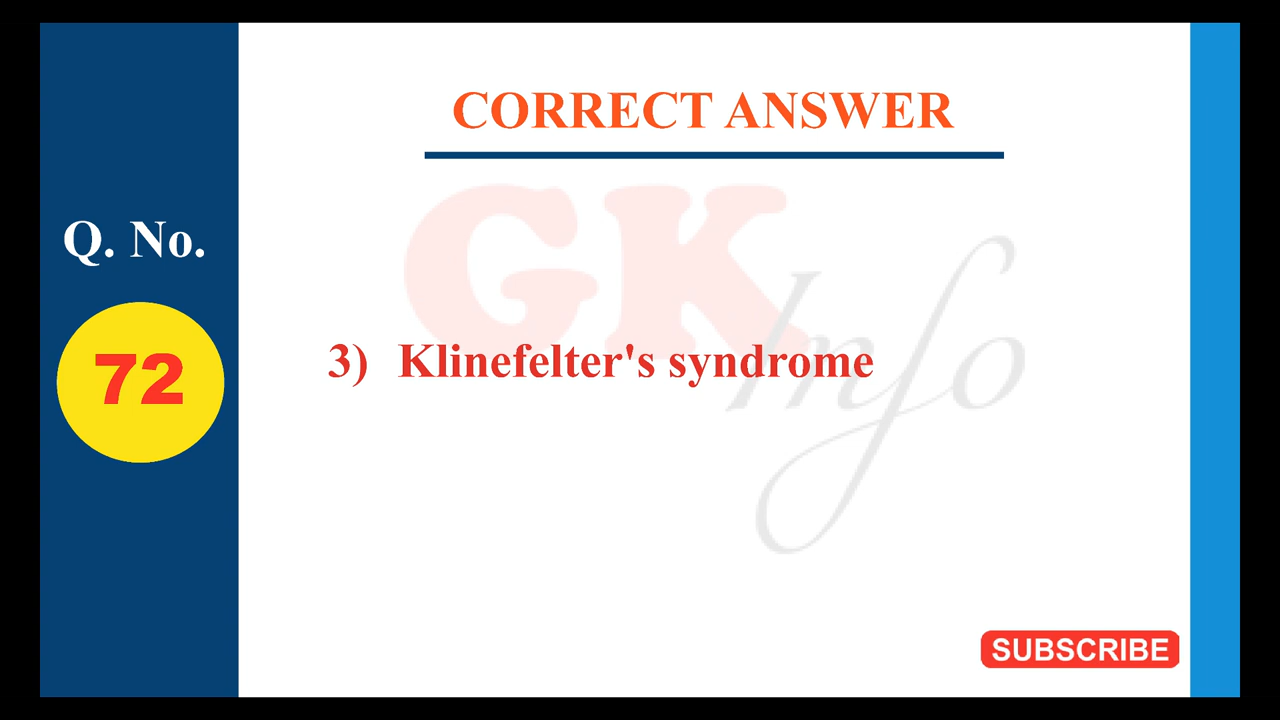 CORRECT ANSWER
GK
Info
Q. No.
72
3) Klinefelter's syndrome
SUBSCRIBE